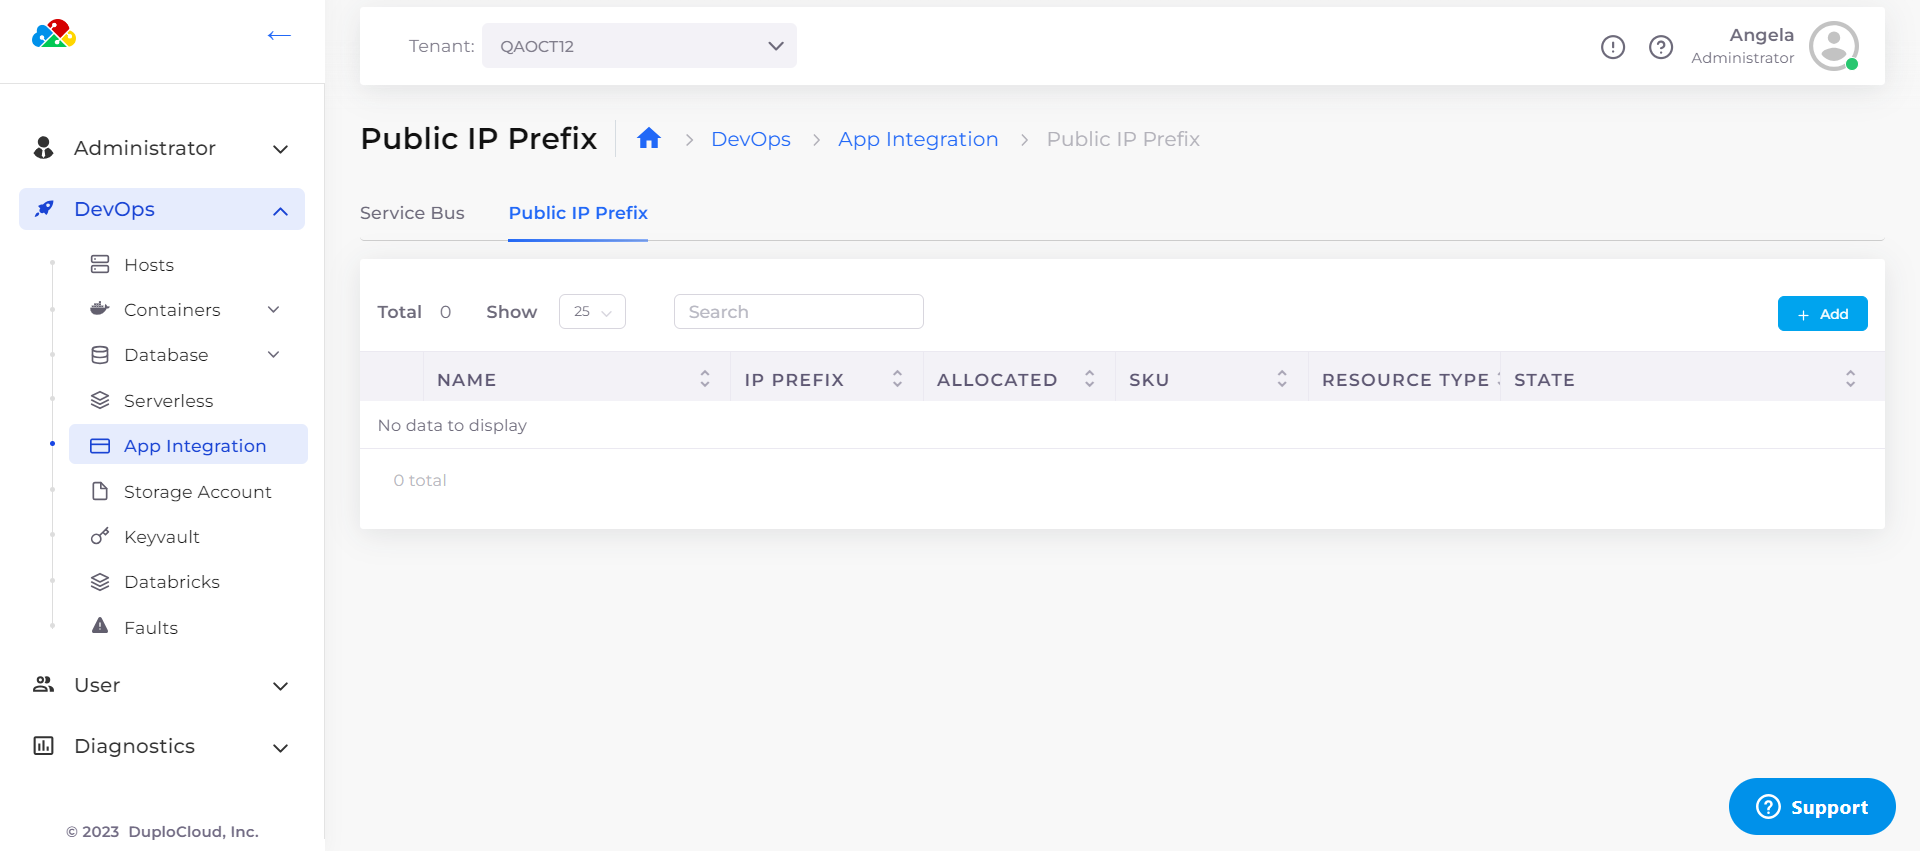 Tenant: QAOCT12
Angela
Administrator
Administrator
DevOps
Hosts
Containers
Database
Serverless
App Integration
Storage Account
Keyvault
Databricks
Faults
User
Diagnostics
© 2023 DuploCloud, Inc.
Public IP Prefix
DevOps > App Integration > Public IP Prefix
Service Bus Public IP Prefix
Total 0 Show 25 Search
+ Add
NAME IP PREFIX ALLOCATED SKU RESOURCE TYPE STATE
No data to display
0 total
Support